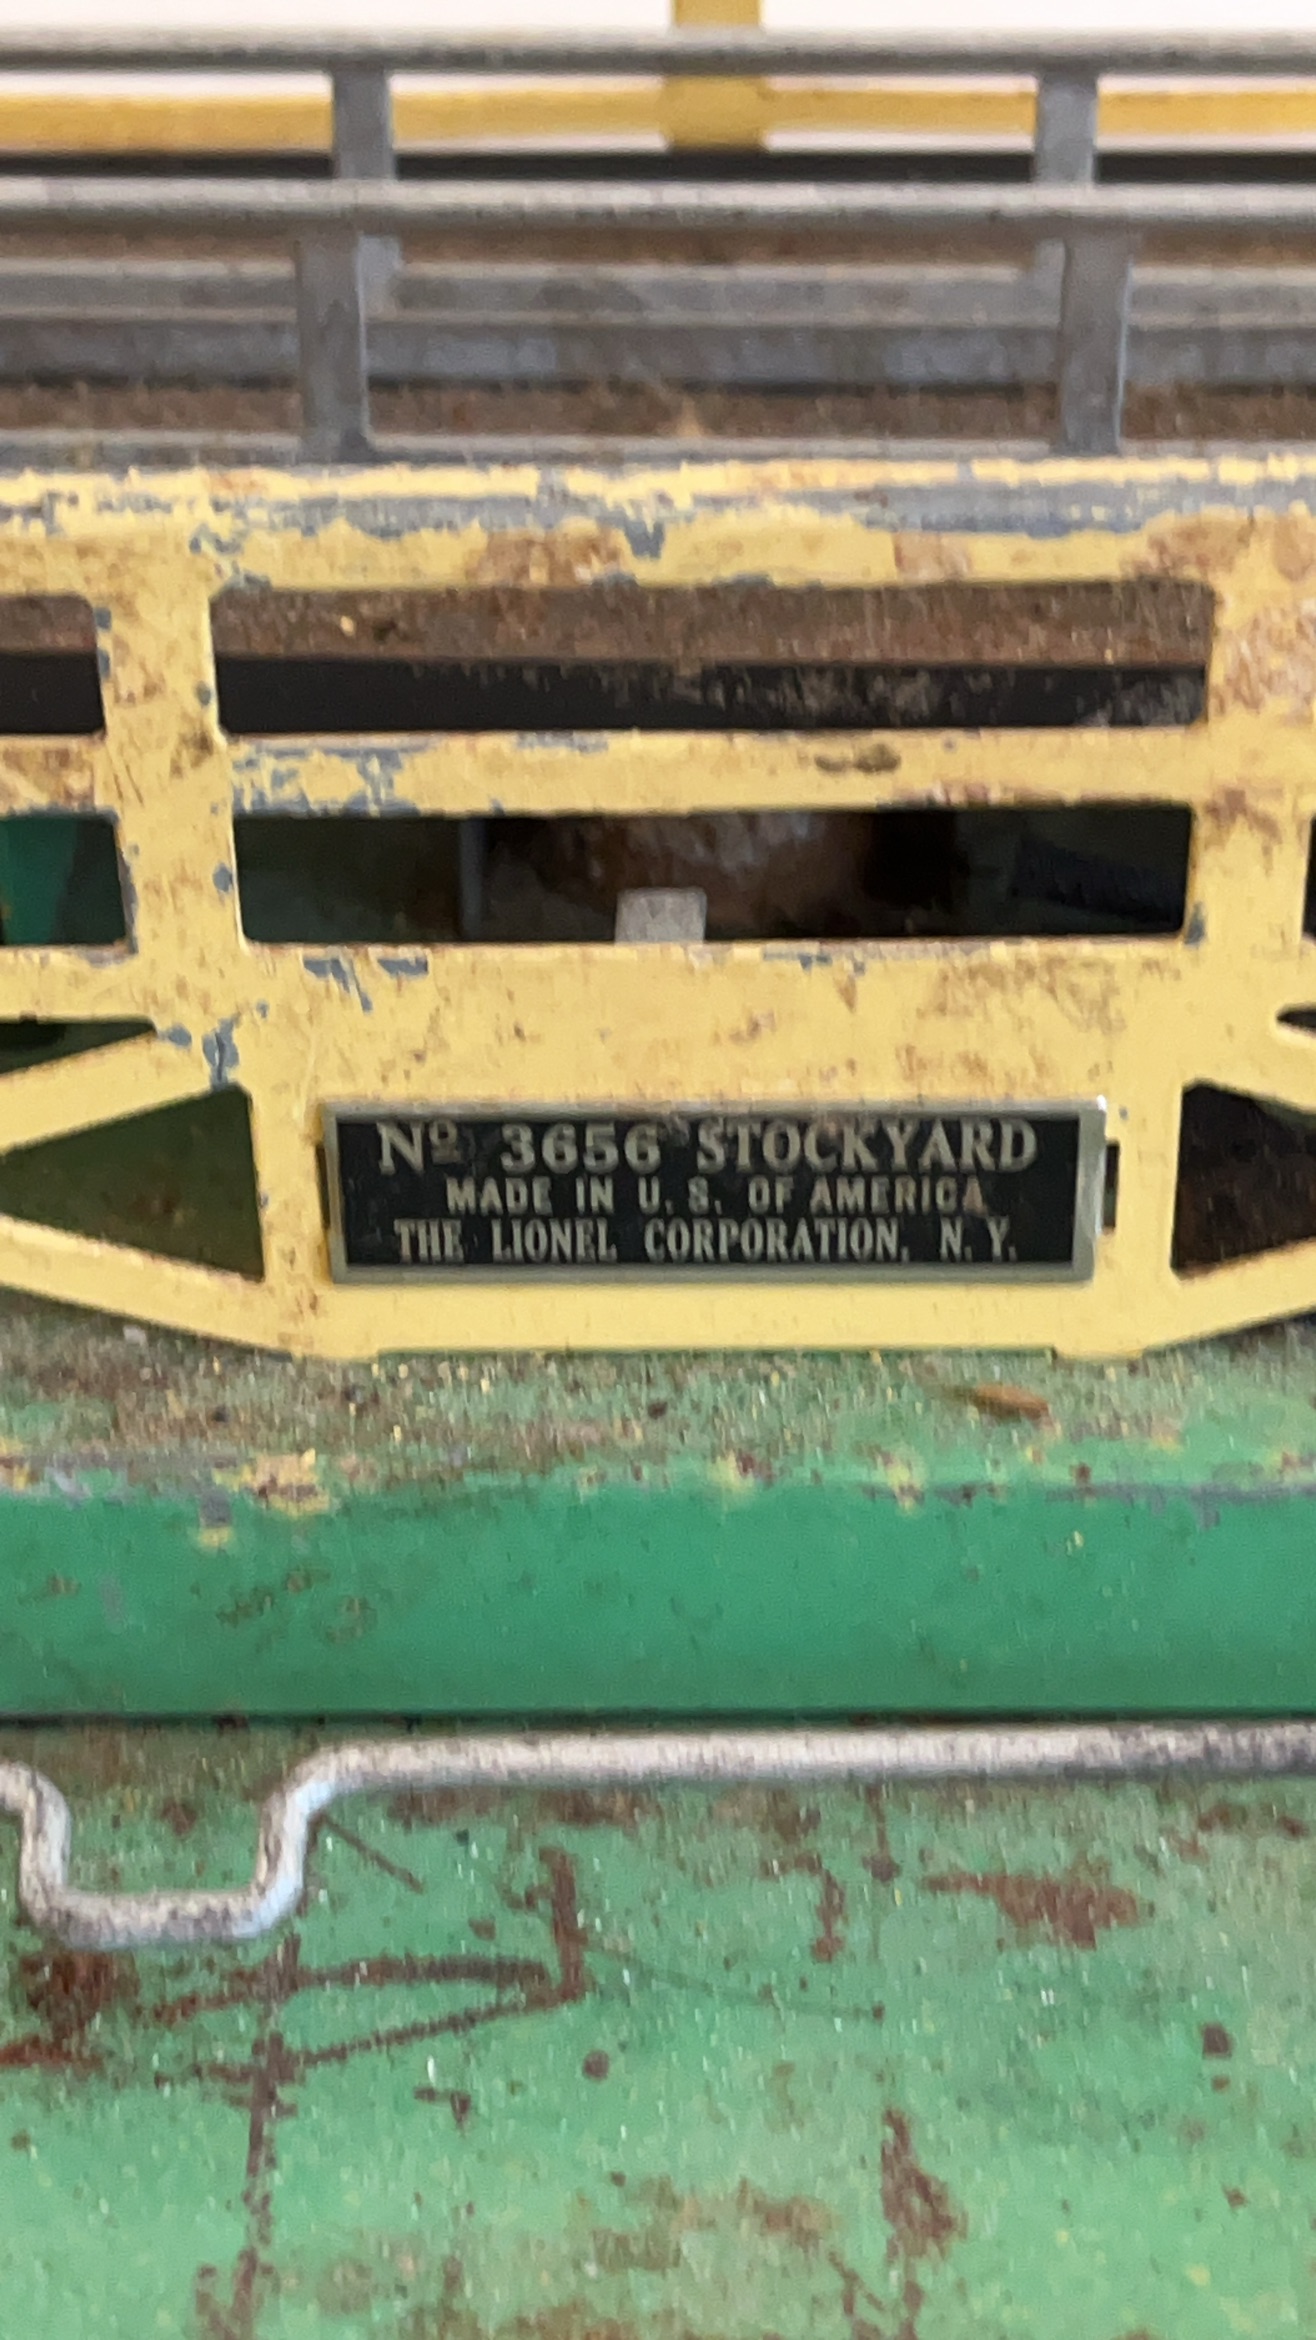 Nº 3656 STOCKYARD
MADE IN U. S. OF AMERICA
THE LIONEL CORPORATION, N. Y.